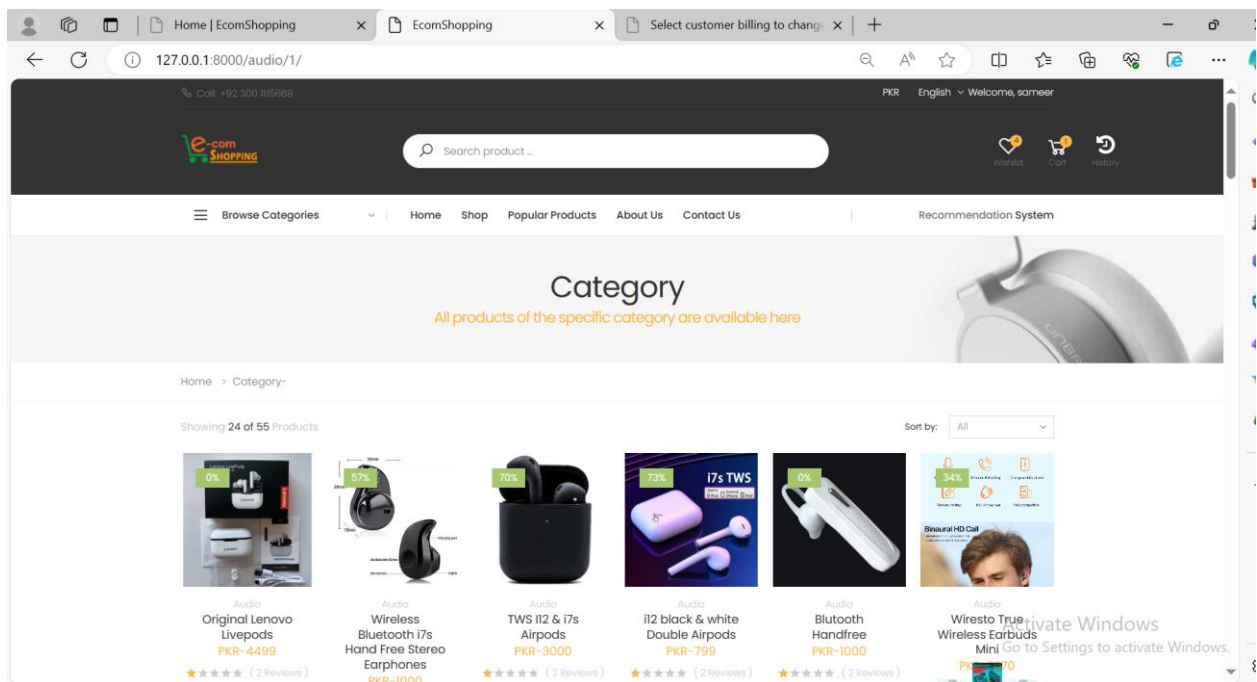 Home | EcomShopping
EcomShopping
Select customer billing to chang
127.0.0.1:8000/audio/1/
Call: +92 300 1115668
PKR English Welcome, sameer
e-com
SHOPPING
Search product ...
4
1
Wishlist Cart History
Browse Categories Home Shop Popular Products About Us Contact Us Recommendation System
Category
All products of the specific category are available here
Home > Category-
Showing 24 of 55 Products
Sort by: All
0% 57% 70% 73% i7s TWS 0% 34%
Binaural HD Call
Audio Audio Audio Audio Audio Audio
Original Lenovo
Livepods
PKR-4499
(2 Reviews)
Wireless
Bluetooth i7s
Hand Free Stereo
Earphones
PKR-1000
TWS I12 & i7s
Airpods
PKR-3000
(2 Reviews)
i12 black & white
Double Airpods
PKR-799
(2 Reviews)
Blutooth
Handfree
PKR-1000
(2 Reviews)
Wiresto True
Wireless Earbuds
Mini
Activate Windows
Go to Settings to activate Windows.